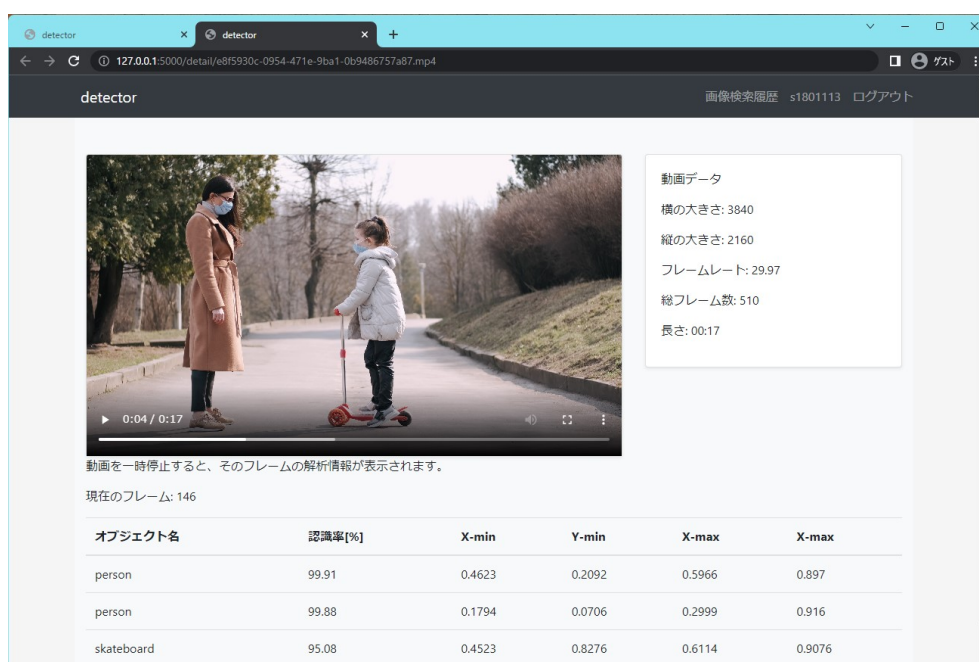 detector
detector
127.0.0.1:5000/detail/e8f5930c-0954-471e-9ba1-0b9486757a87.mp4
ゲスト
detector
画像検索履歴 s1801113 ログアウト
動画データ
横の大きさ: 3840
縦の大きさ: 2160
フレームレート: 29.97
総フレーム数: 510
長さ: 00:17
0:04 / 0:17
動画を一時停止すると、そのフレームの解析情報が表示されます。
現在のフレーム: 146
オブジェクト名 認識率[%] X-min Y-min X-max X-max
person 99.91 0.4623 0.2092 0.5966 0.897
person 99.88 0.1794 0.0706 0.2999 0.916
skateboard 95.08 0.4523 0.8276 0.6114 0.9076